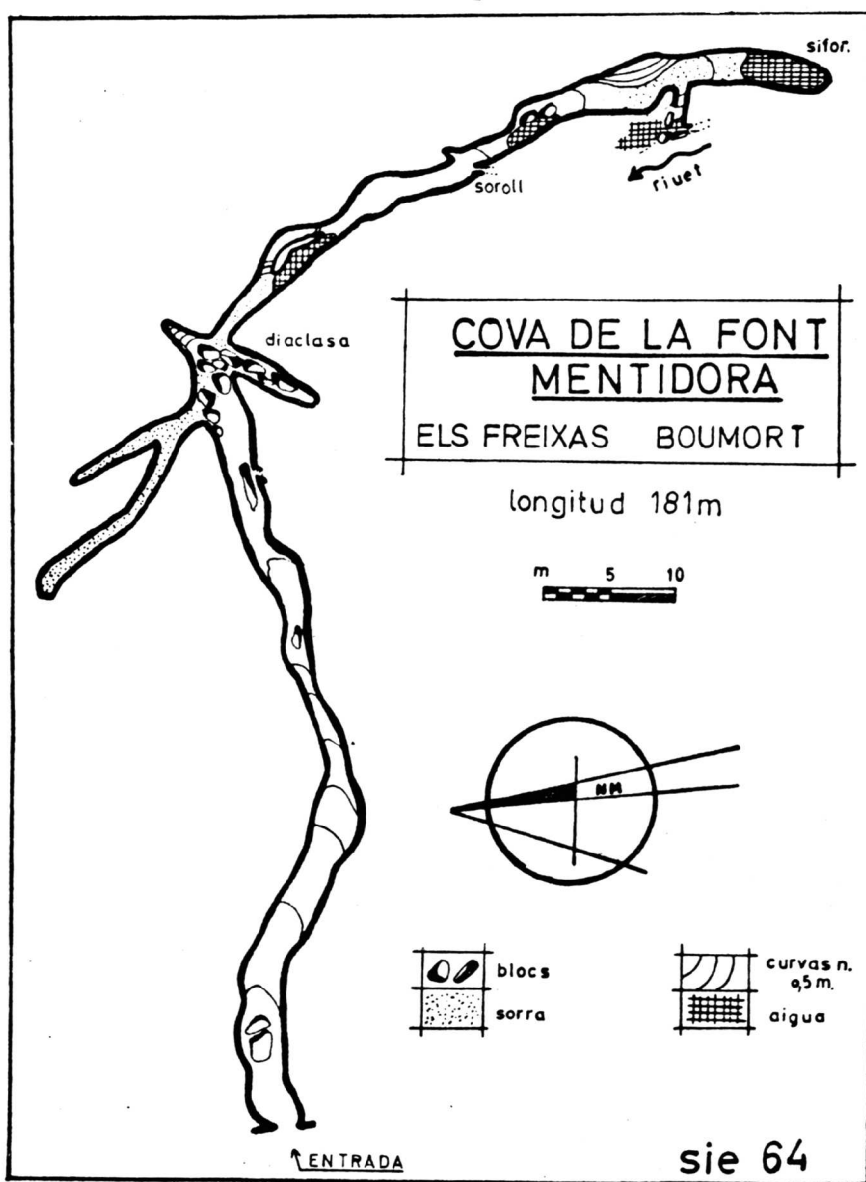 sifor.
riuet
soroll
diaclasa
COVA DE LA FONT
MENTIDORA
ELS FREIXAS BOUMORT
longitud 181m
m 5 10
NM
blocs
sorra
curvas n.
0,5 m.
aigua
ENTRADA
sie 64